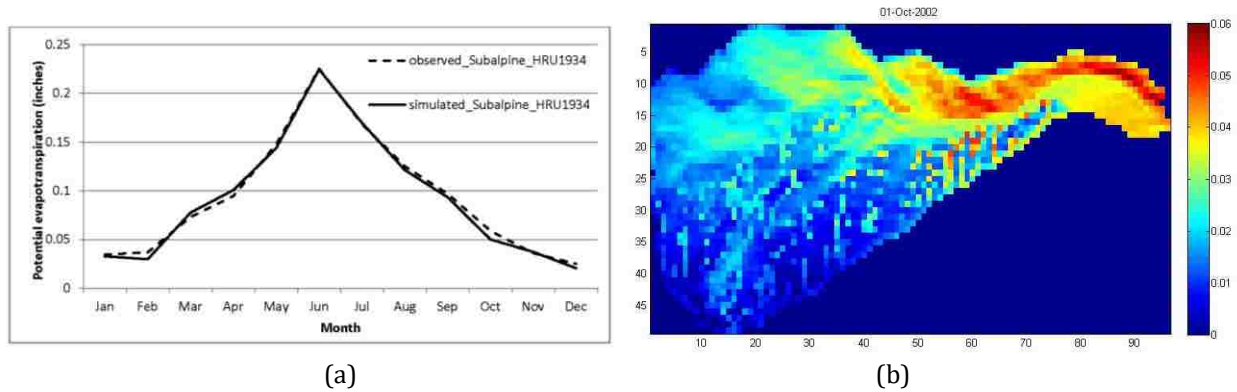 0.25
0.2
0.15
0.1
0.05
0
Potential evapotranspiration (inches)
observed_Subalpine_HRU1934
simulated_Subalpine_HRU1934
Jan Feb Mar Apr May Jun Jul Aug Sep Oct Nov Dec
Month
(a)
01-Oct-2002
5
10
15
20
25
30
35
40
45
10 20 30 40 50 60 70 80 90
0.06
0.05
0.04
0.03
0.02
0.01
0
(b)